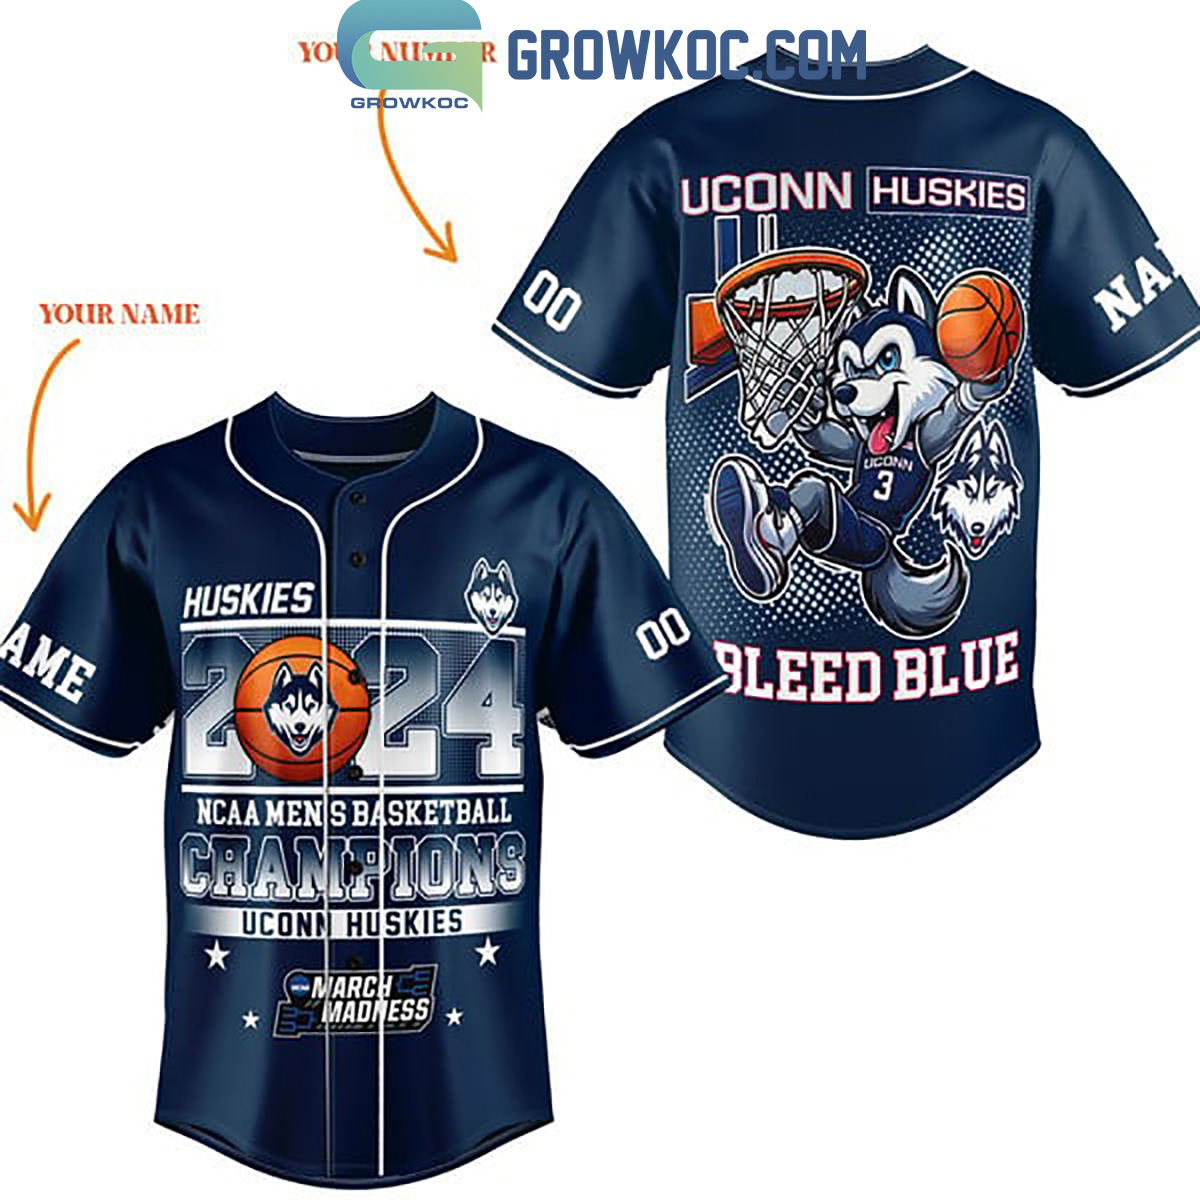 YOUR NUMBER
GROWKOC
GROWKOC.COM
UCONN HUSKIES
00
NA
UCONN
3
BLEED BLUE
YOUR NAME
HUSKIES
2024
AME
00
NCAA MEN'S BASKETBALL
CHAMPIONS
UCONN HUSKIES
NCAA
MARCH
MADNESS